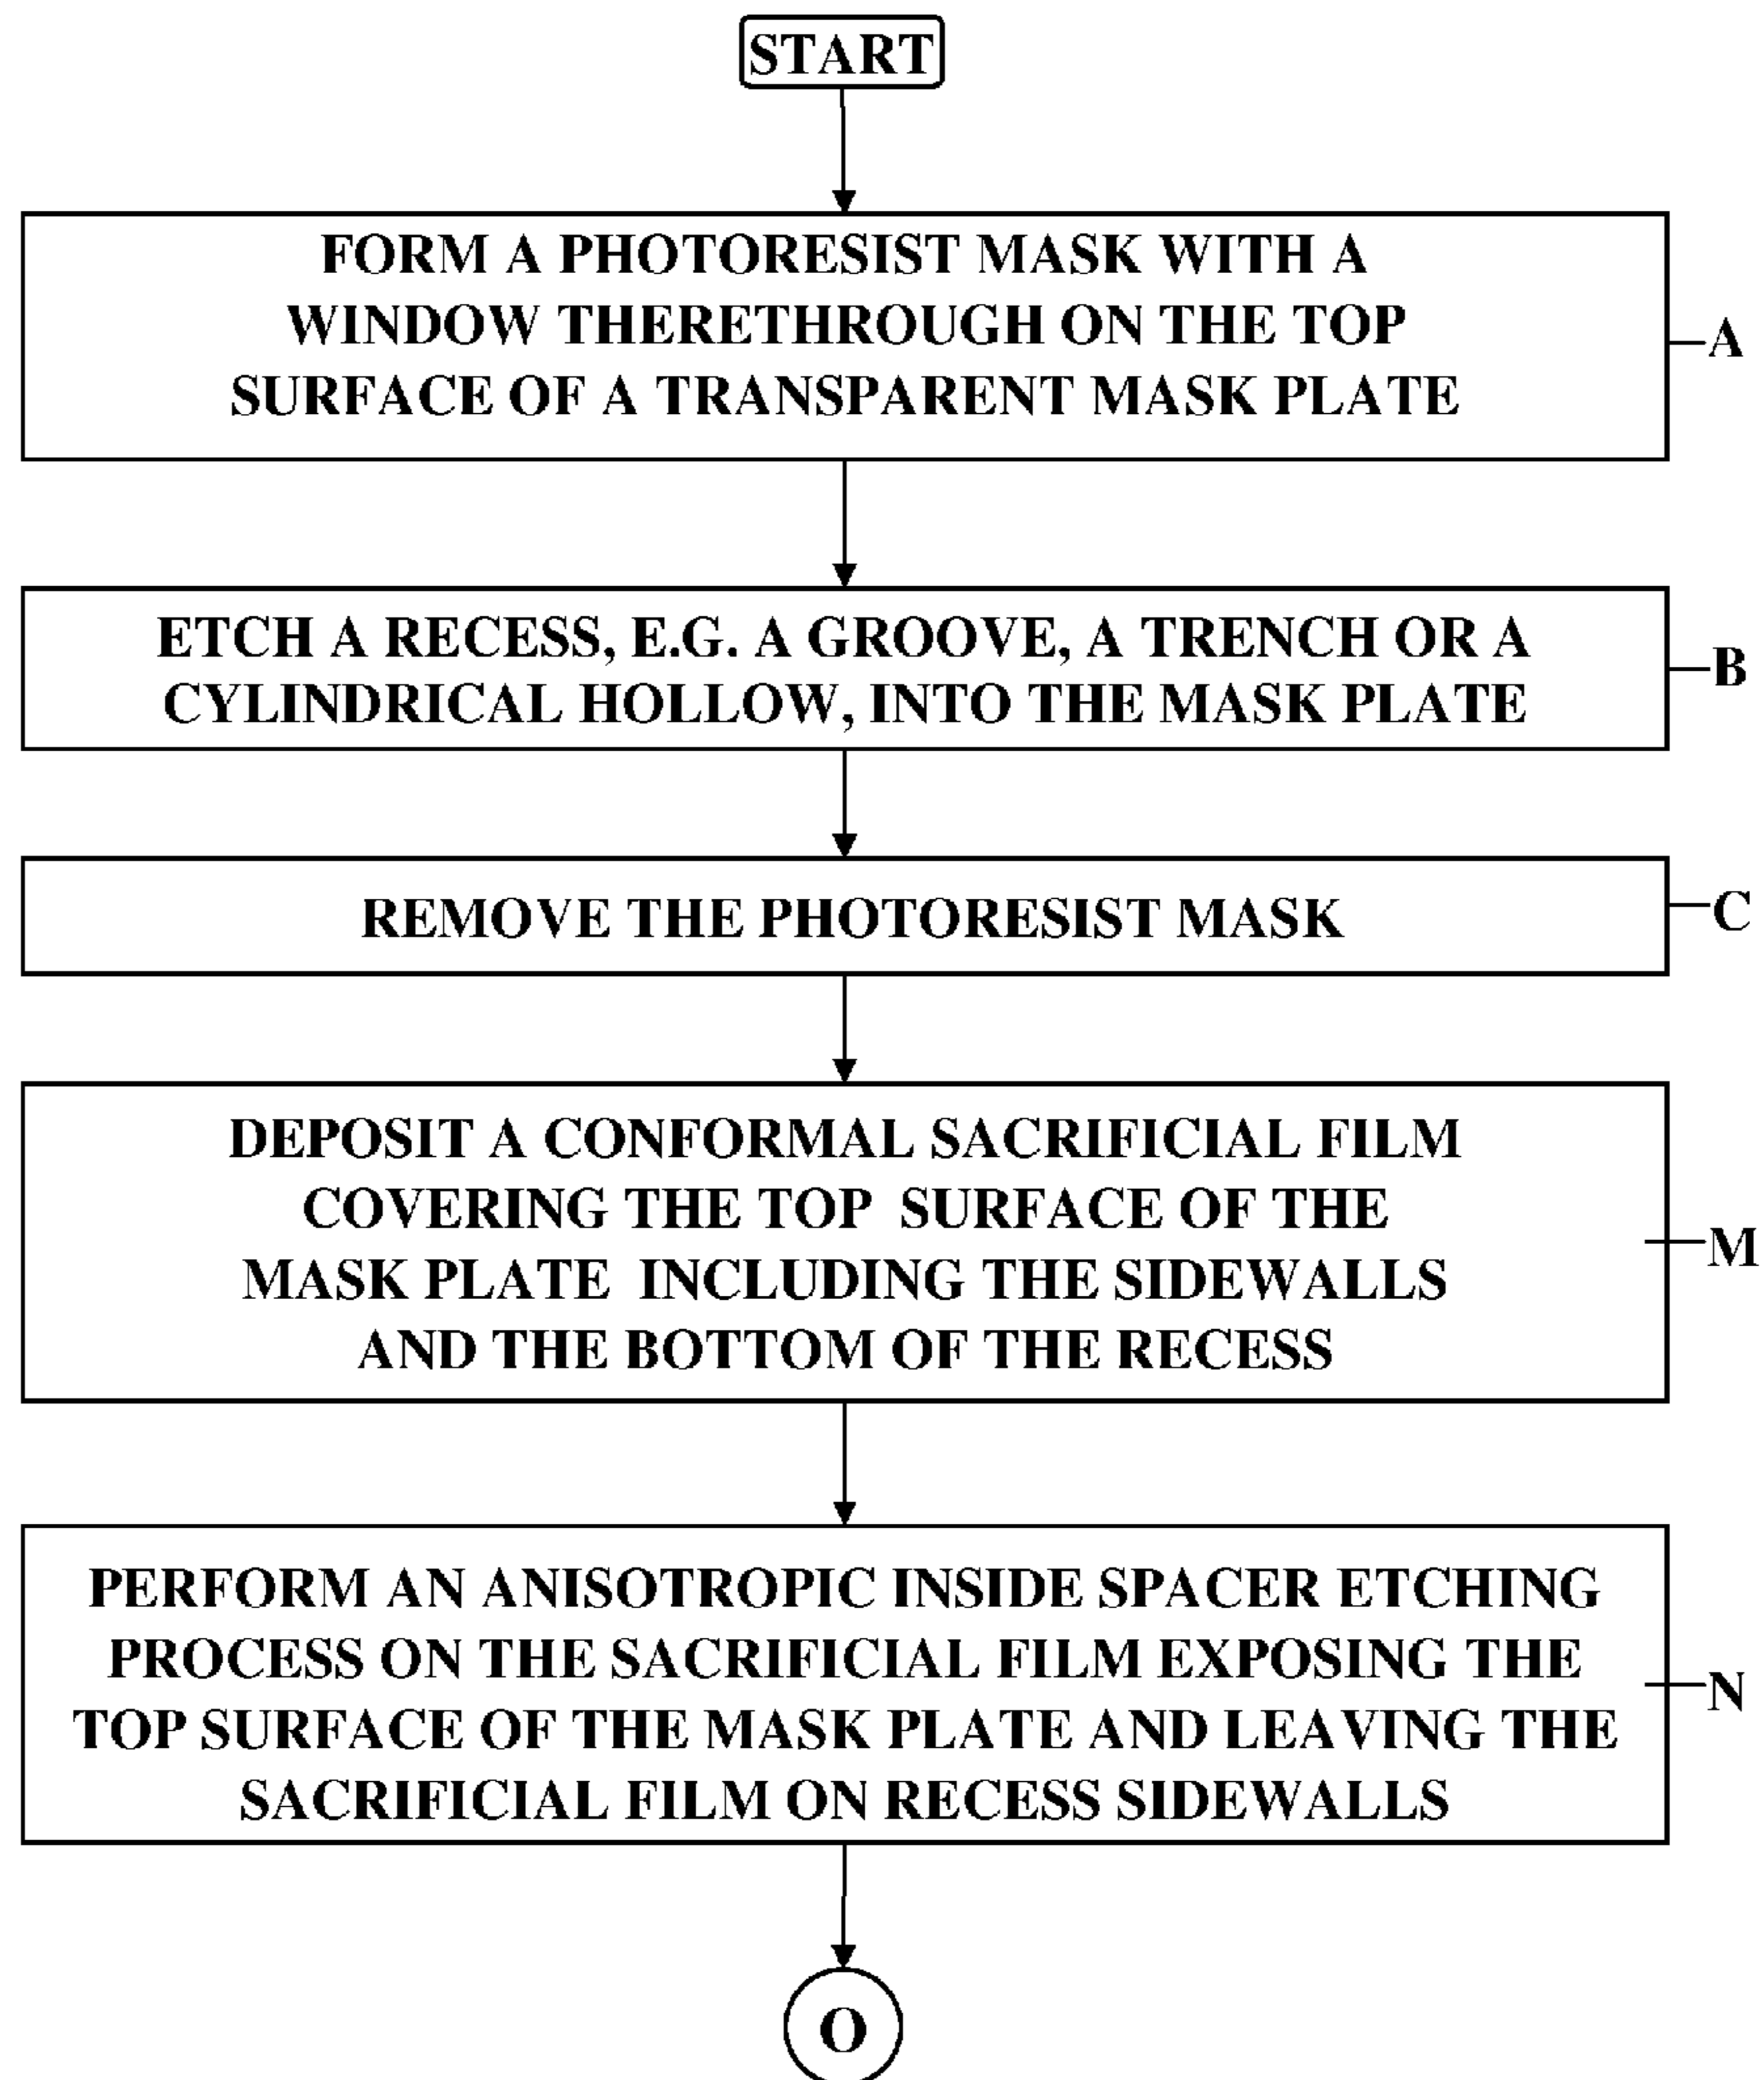 START
FORM A PHOTORESIST MASK WITH A
WINDOW THERETHROUGH ON THE TOP
SURFACE OF A TRANSPARENT MASK PLATE
A
ETCH A RECESS, E.G. A GROOVE, A TRENCH OR A
CYLINDRICAL HOLLOW, INTO THE MASK PLATE
B
REMOVE THE PHOTORESIST MASK
C
DEPOSIT A CONFORMAL SACRIFICIAL FILM
COVERING THE TOP SURFACE OF THE
MASK PLATE INCLUDING THE SIDEWALLS
AND THE BOTTOM OF THE RECESS
M
PERFORM AN ANISOTROPIC INSIDE SPACER ETCHING
PROCESS ON THE SACRIFICIAL FILM EXPOSING THE
TOP SURFACE OF THE MASK PLATE AND LEAVING THE
SACRIFICIAL FILM ON RECESS SIDEWALLS
N
O